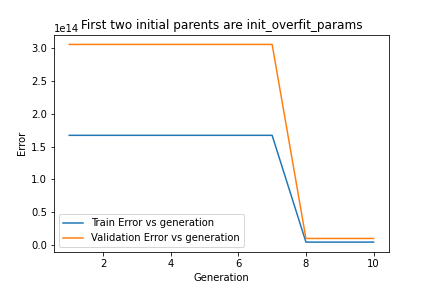 First two initial parents are init_overfit_params
1e14
3.0
2.5
2.0
1.5
1.0
0.5
0.0
Error
Train Error vs generation
Validation Error vs generation
2 4 6 8 10
Generation